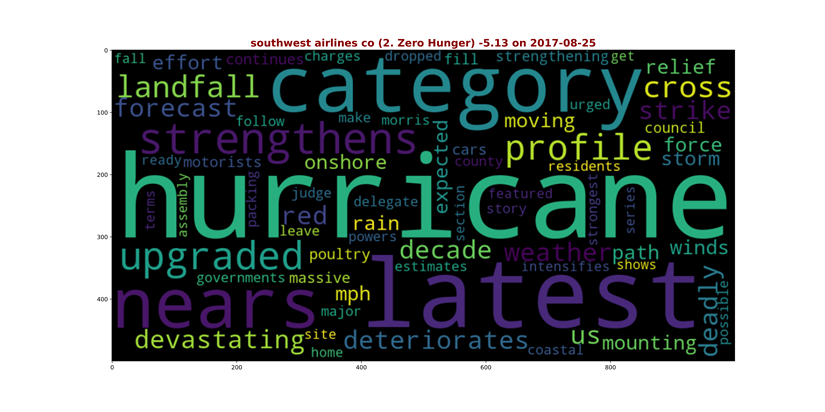 southwest airlines co (2. Zero Hunger) -5.13 on 2017-08-25
0
100
200
300
400
0
200
400
600
800
fall effort continues charges dropped fill strengthening get
landfall category relief
cross
forecast urged strike
follow make morris moving council
strengthens profile force
ready motorists onshore expected cars county residents storm
hurricane
terms assembly packing judge delegate section featured strongest series
red rain story
leave powers
upgraded poultry decade weather path winds
governments massive estimates intensifies shows
nears mph latest deadly possible
major
devastating site deteriorates us mounting
home coastal